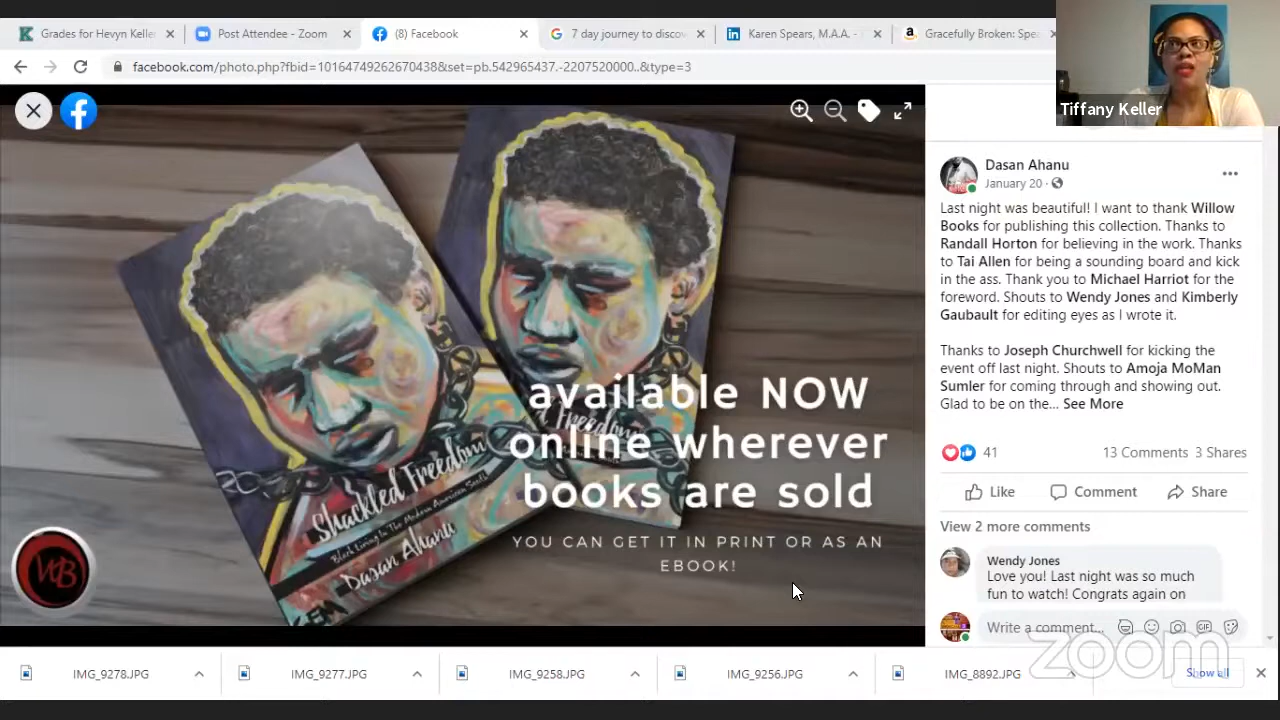 Grades for Hevyn Kelle
Post Attendee - Zoom
(8) Facebook
7 day journey to discov
Karen Spears, M.A.A. -
Gracefully Broken: Spe
facebook.com/photo.php?fbid=10164749262670438&set=pb.542965437.-2207520000..&type=3
Tiffany Keller
Shackled Freedom
Black Living In The Modern American South
Dasan Ahanu
d Freedom
available NOW
online wherever
books are sold
YOU CAN GET IT IN PRINT OR AS AN
EBOOK!
WB
Dasan Ahanu
January 20
Last night was beautiful! I want to thank Willow
Books for publishing this collection. Thanks to
Randall Horton for believing in the work. Thanks
to Tai Allen for being a sounding board and kick
in the ass. Thank you to Michael Harriot for the
foreword. Shouts to Wendy Jones and Kimberly
Gaubault for editing eyes as I wrote it.
Thanks to Joseph Churchwell for kicking the
event off last night. Shouts to Amoja MoMan
Sumler for coming through and showing out.
Glad to be on the... See More
41
13 Comments 3 Shares
Like
Comment
Share
View 2 more comments
Wendy Jones
Love you! Last night was so much
fun to watch! Congrats again on
Write a comment...
GIF
zoom
IMG_9278.JPG
IMG_9277.JPG
IMG_9258.JPG
IMG_9256.JPG
IMG_8892.JPG
Show all